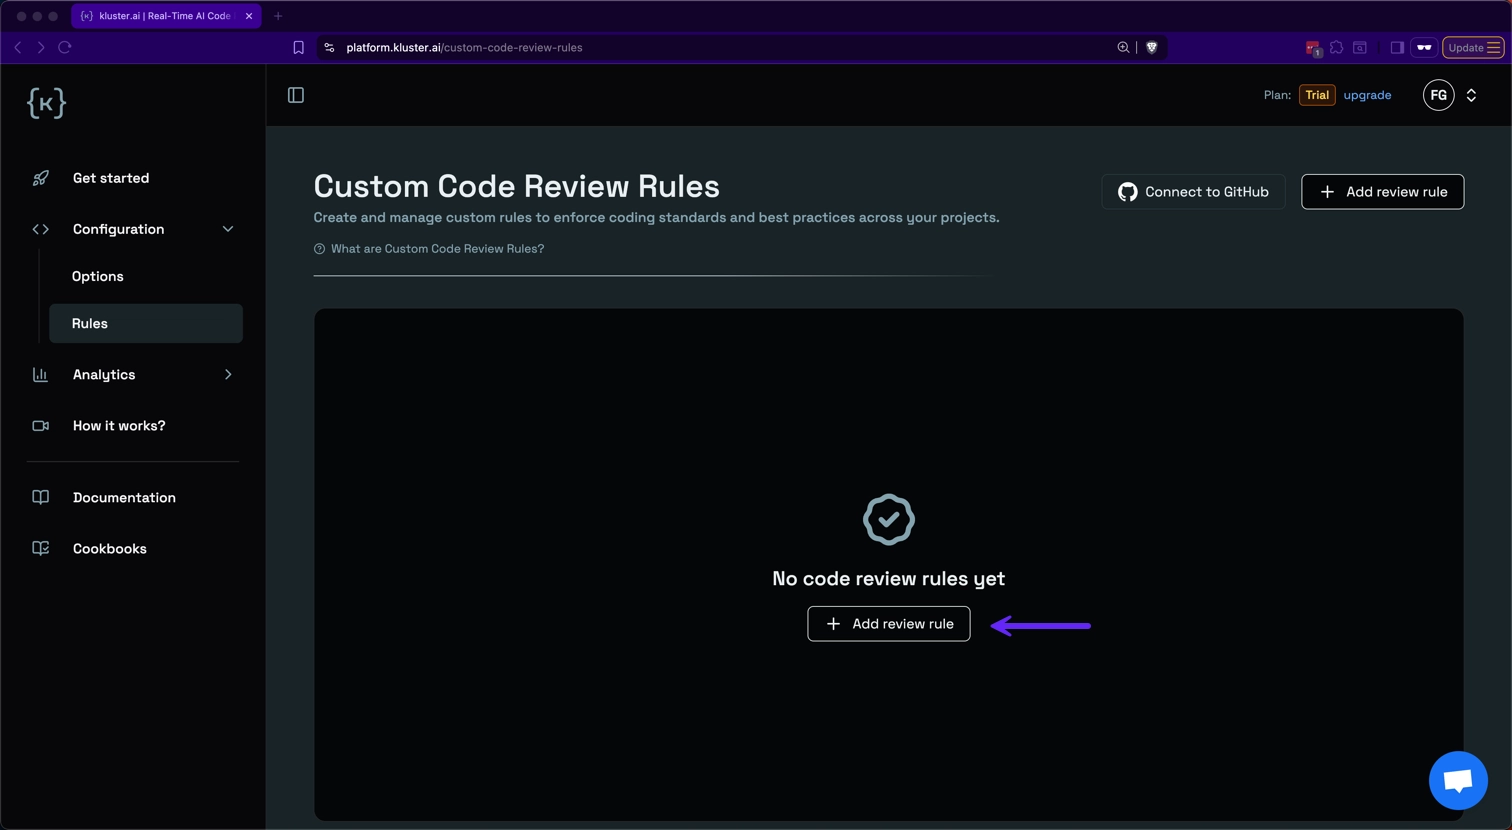 {ĸ} kluster.ai | Real-Time AI Code
platform.kluster.ai/custom-code-review-rules
1
Update
{ĸ}
Plan: Trial upgrade
FG
Get started
Configuration
Options
Rules
Analytics
How it works?
Documentation
Cookbooks
Custom Code Review Rules
Create and manage custom rules to enforce coding standards and best practices across your projects.
What are Custom Code Review Rules?
Connect to GitHub
+ Add review rule
No code review rules yet
+ Add review rule